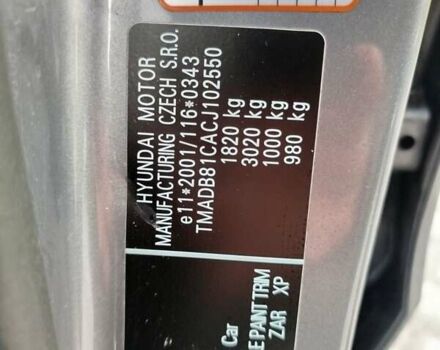 HYUNDAI MOTOR
MANUFACTURING CZECH S.R.O.
e11*2001/116*0343
TMADB81CACJ102550
1820 kg
3020 kg
1000 kg
980 kg
Car
E PAINT TRIM
ZAR XP